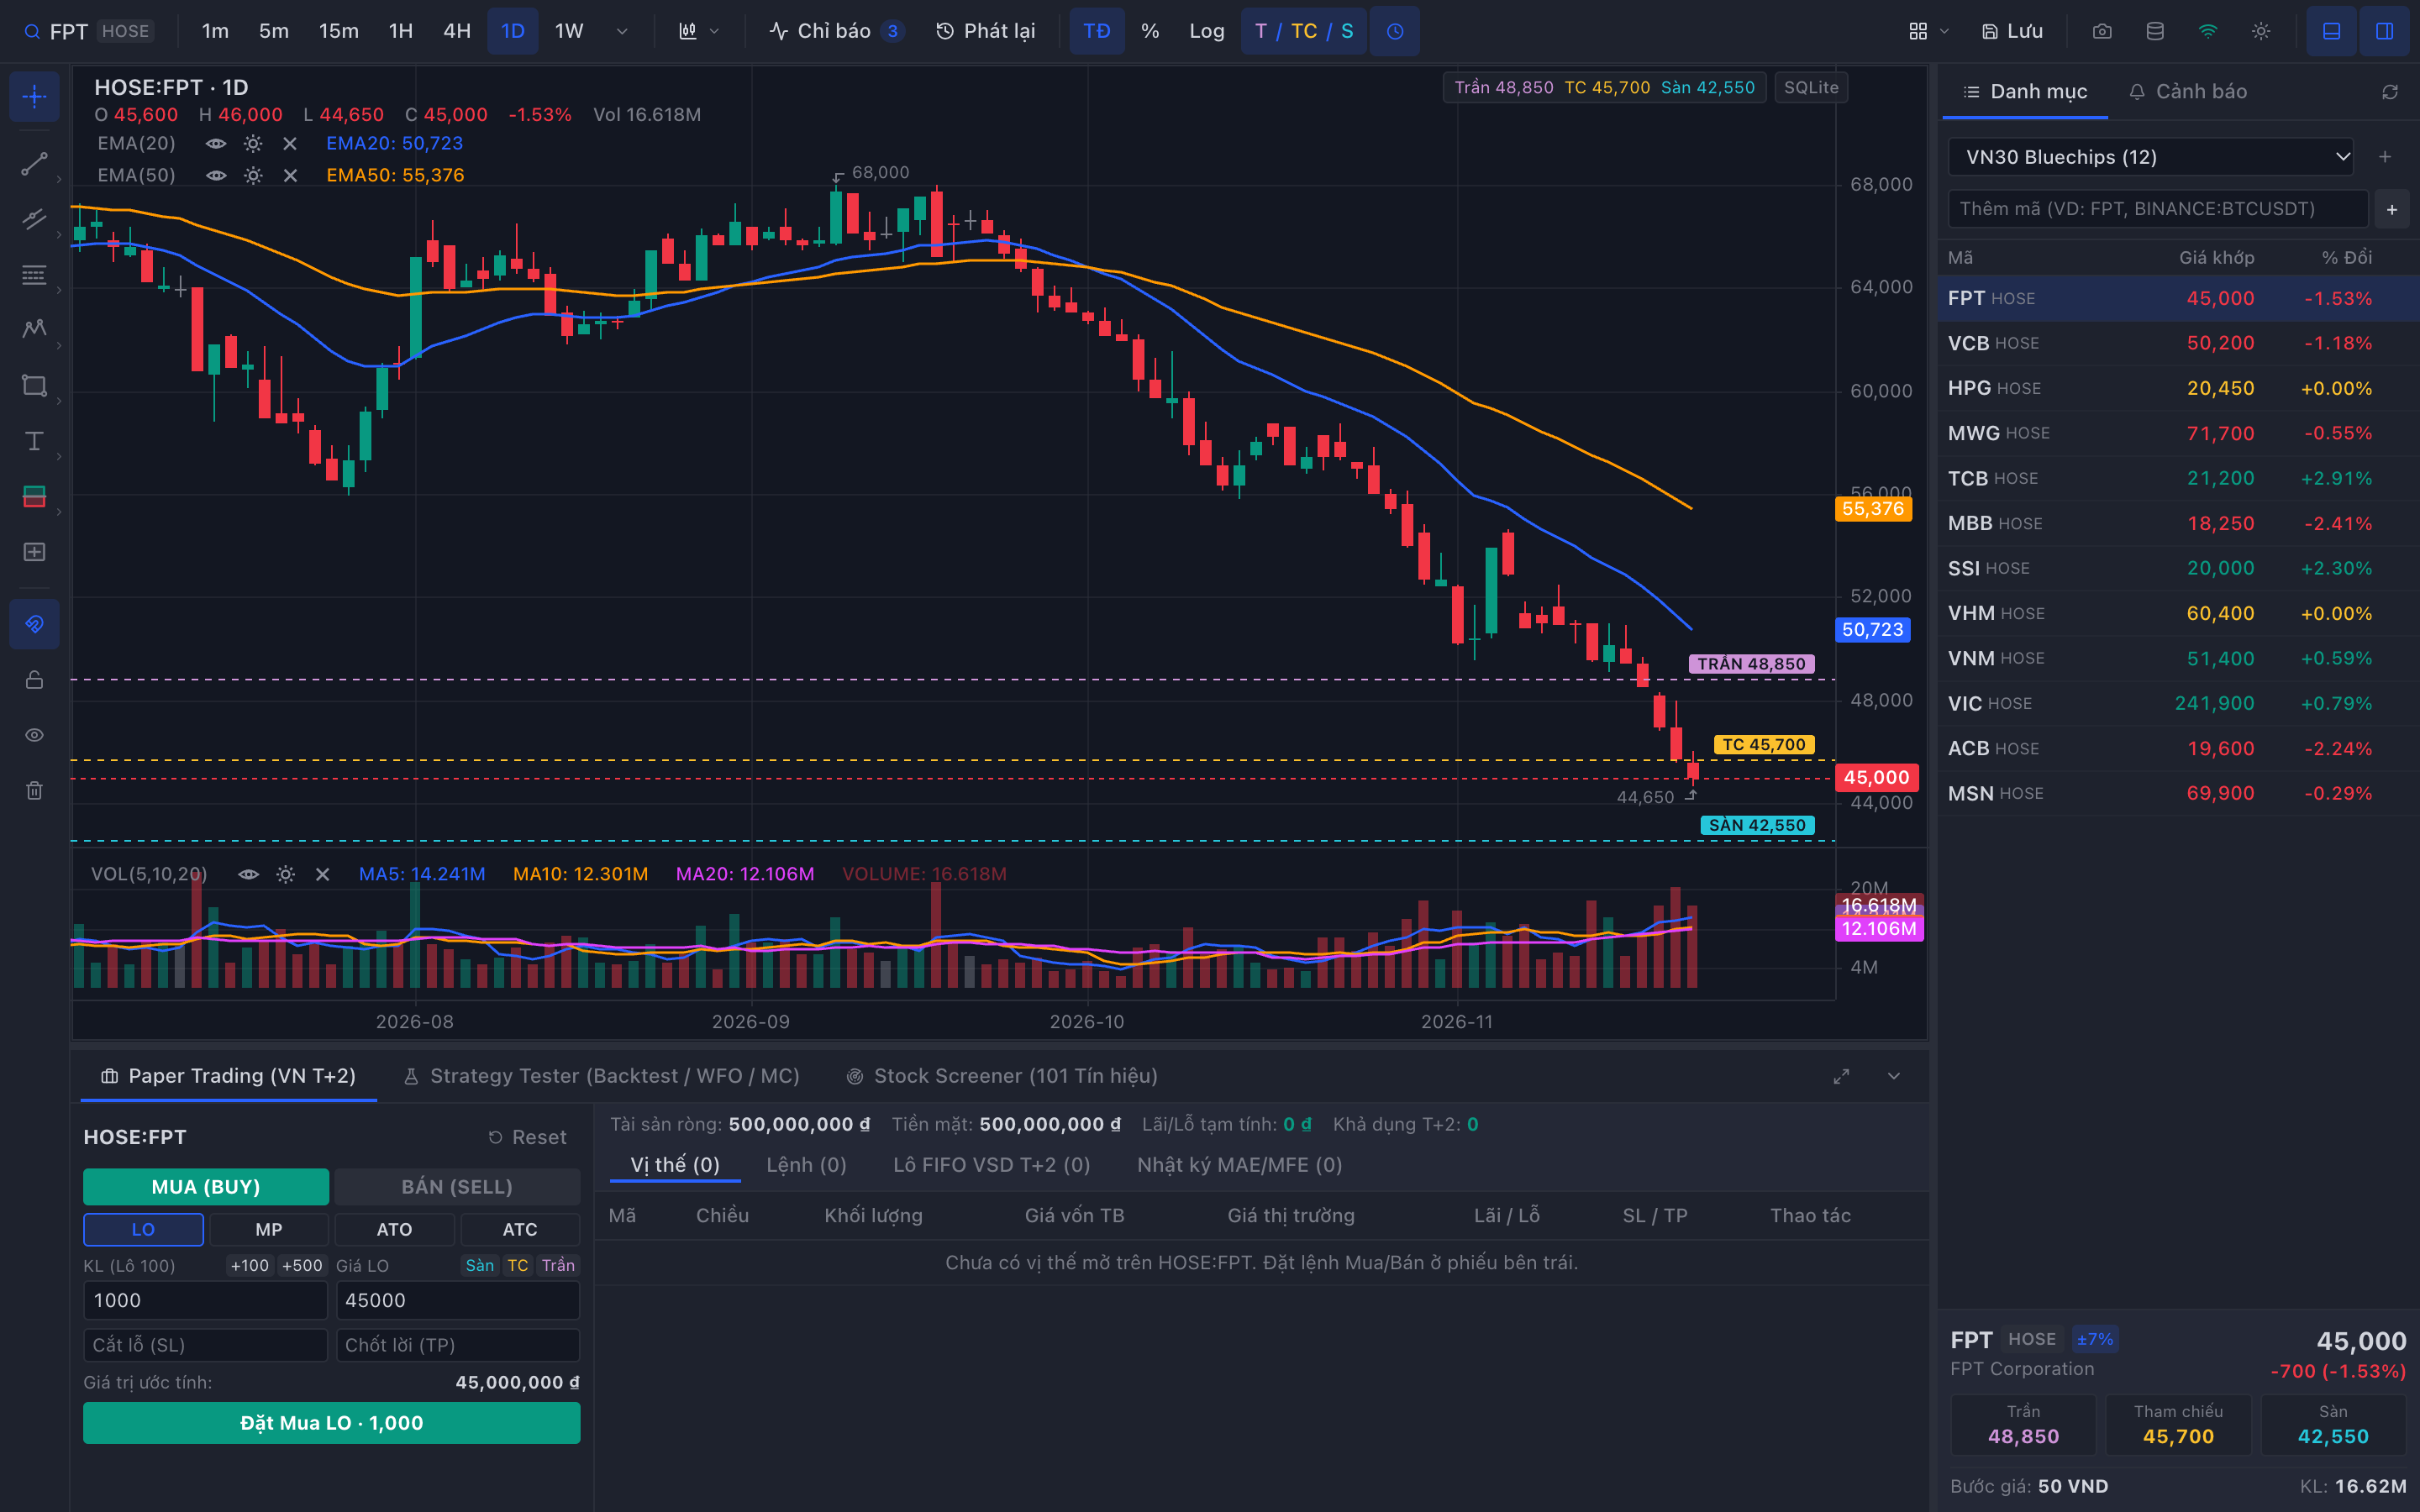 FPT HOSE 1m 5m 15m 1H 4H 1D 1W Chỉ báo 3 Phát lại TĐ % Log T / TC / S Lưu
HOSE:FPT · 1D
Trần 48,850 TC 45,700 Sàn 42,550 SQLite
O 45,600 H 46,000 L 44,650 C 45,000 -1.53% Vol 16.618M
EMA(20) EMA20: 50,723
EMA(50) EMA50: 55,376
68,000
68,000
64,000
60,000
56,000
55,376
52,000
50,723
TRẦN 48,850
48,000
TC 45,700
45,000
44,650
44,000
SÀN 42,550
VOL(5,10,20) MA5: 14.241M MA10: 12.301M MA20: 12.106M VOLUME: 16.618M
20M
16.618M
12.106M
4M
2026-08 2026-09 2026-10 2026-11
Danh mục Cảnh báo
VN30 Bluechips (12)
Thêm mã (VD: FPT, BINANCE:BTCUSDT) +
Mã Giá khớp % Đổi
FPT HOSE 45,000 -1.53%
VCB HOSE 50,200 -1.18%
HPG HOSE 20,450 +0.00%
MWG HOSE 71,700 -0.55%
TCB HOSE 21,200 +2.91%
MBB HOSE 18,250 -2.41%
SSI HOSE 20,000 +2.30%
VHM HOSE 60,400 +0.00%
VNM HOSE 51,400 +0.59%
VIC HOSE 241,900 +0.79%
ACB HOSE 19,600 -2.24%
MSN HOSE 69,900 -0.29%
Paper Trading (VN T+2) Strategy Tester (Backtest / WFO / MC) Stock Screener (101 Tín hiệu)
HOSE:FPT Reset
MUA (BUY) BÁN (SELL)
LO MP ATO ATC
KL (Lô 100) +100 +500 Giá LO Sàn TC Trần
1000 45000
Cắt lỗ (SL) Chốt lời (TP)
Giá trị ước tính: 45,000,000 đ
Đặt Mua LO · 1,000
Tài sản ròng: 500,000,000 đ Tiền mặt: 500,000,000 đ Lãi/Lỗ tạm tính: 0 đ Khả dụng T+2: 0
Vị thế (0) Lệnh (0) Lô FIFO VSD T+2 (0) Nhật ký MAE/MFE (0)
Mã Chiều Khối lượng Giá vốn TB Giá thị trường Lãi / Lỗ SL / TP Thao tác
Chưa có vị thế mở trên HOSE:FPT. Đặt lệnh Mua/Bán ở phiếu bên trái.
FPT HOSE ±7% 45,000
FPT Corporation -700 (-1.53%)
Trần Tham chiếu Sàn
48,850 45,700 42,550
Bước giá: 50 VND KL: 16.62M